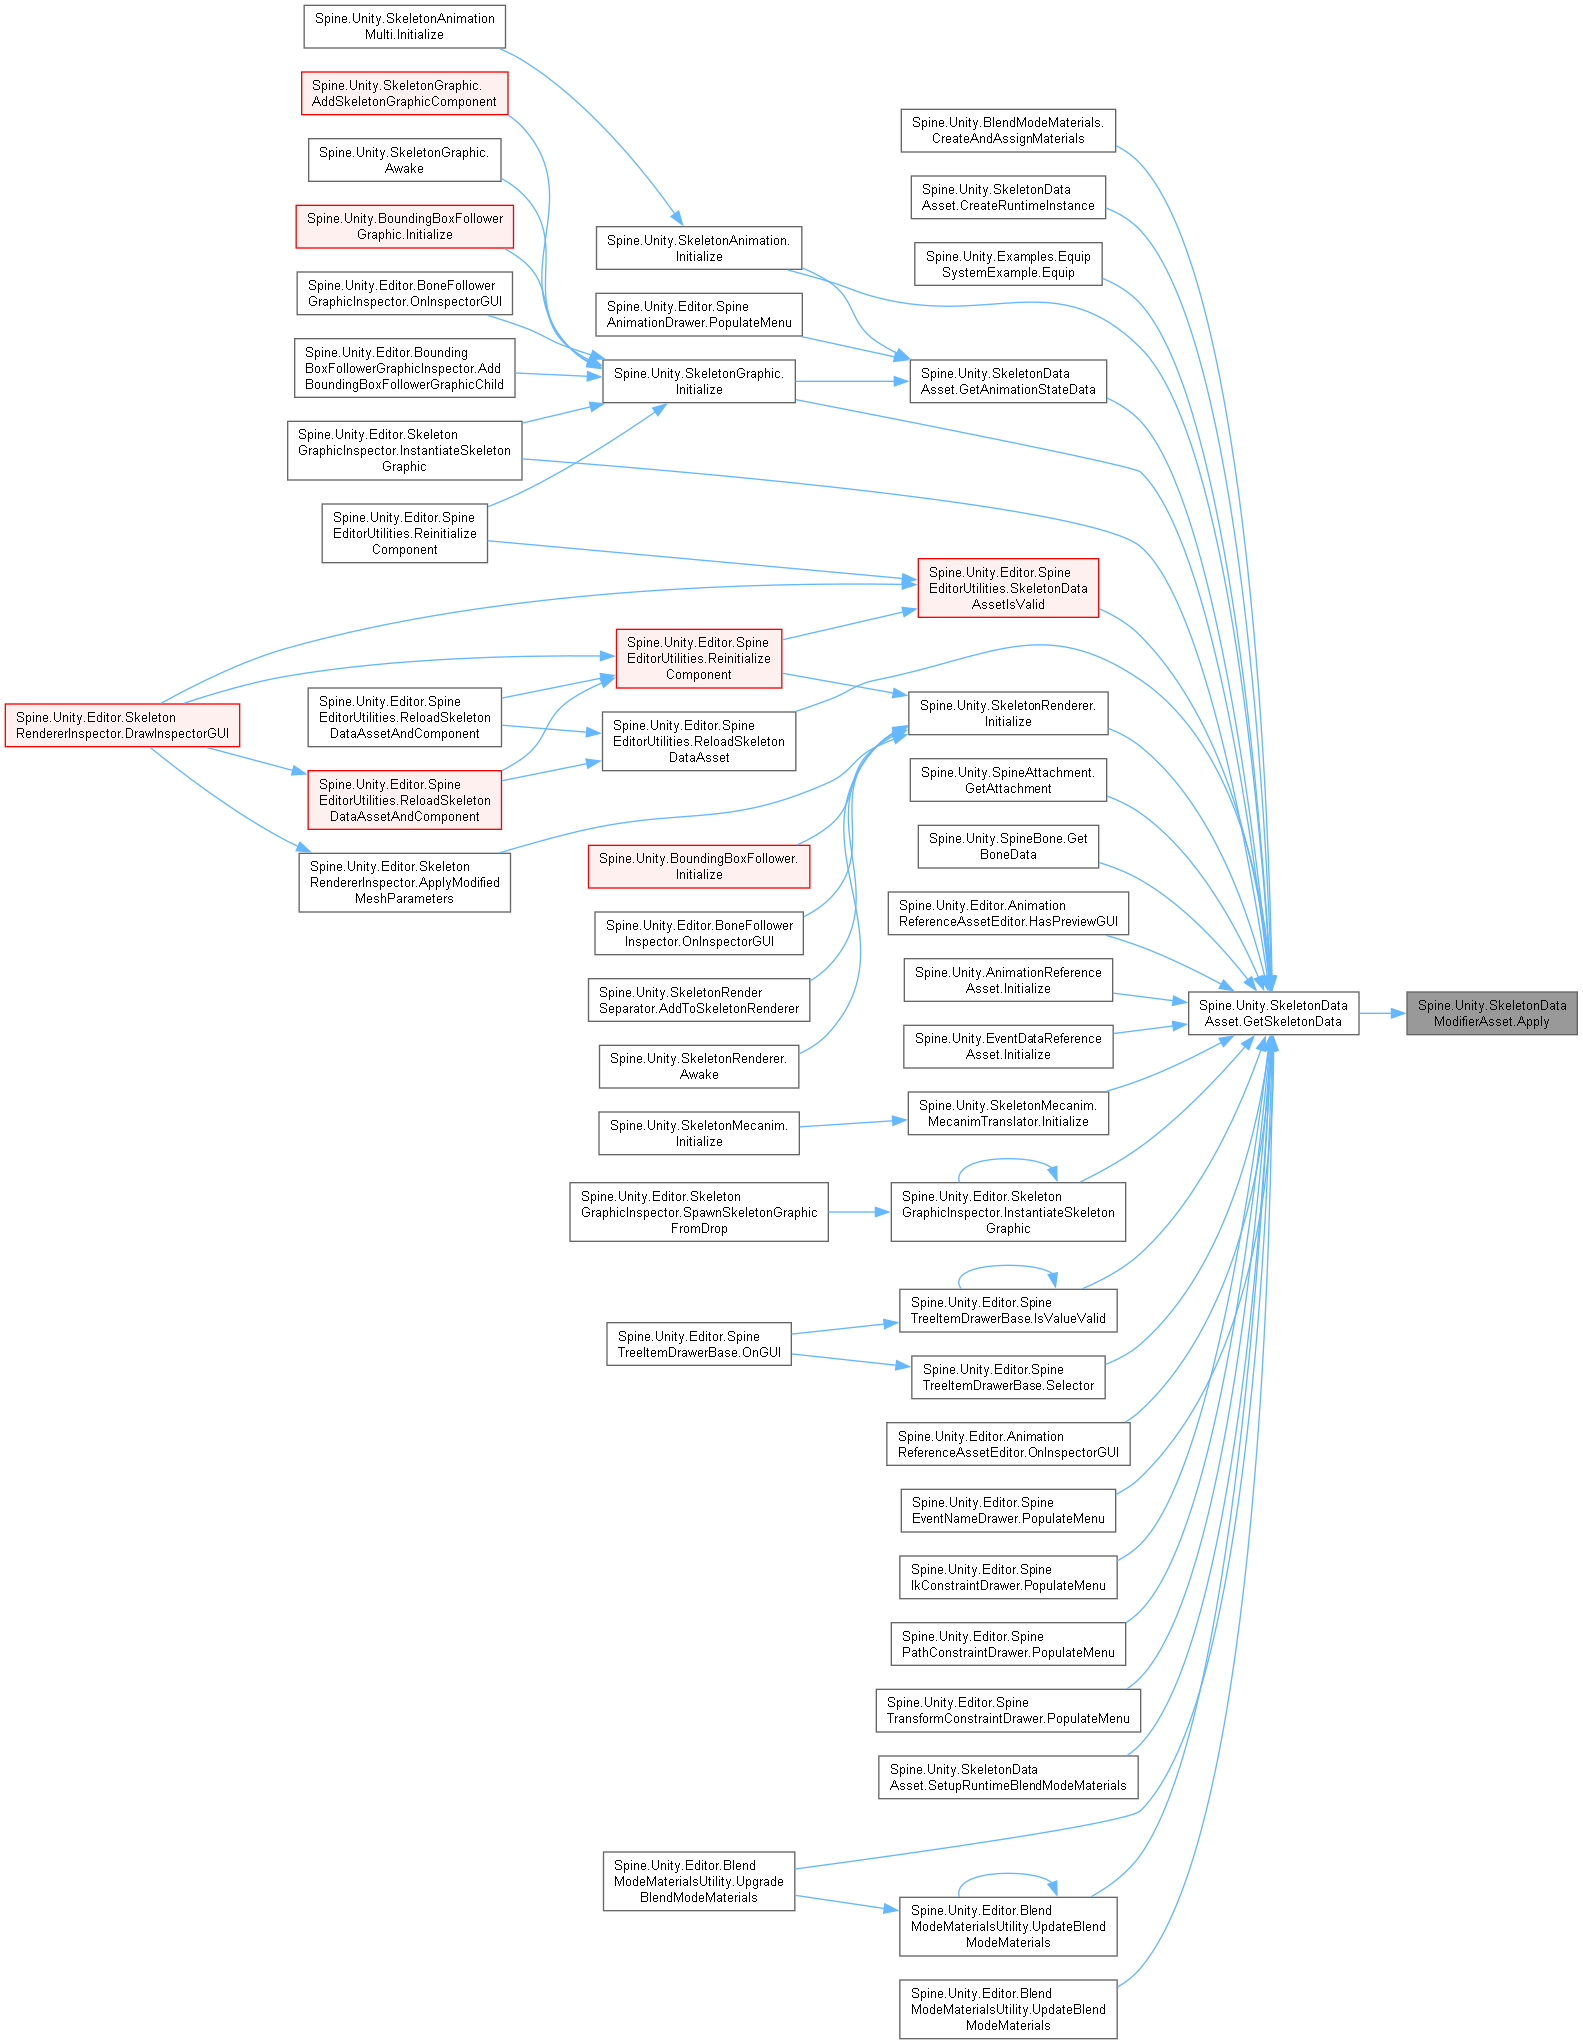 Spine.Unity.SkeletonAnimation
Multi.Initialize
Spine.Unity.SkeletonGraphic.
AddSkeletonGraphicComponent
Spine.Unity.SkeletonGraphic.
Awake
Spine.Unity.BoundingBoxFollower
Graphic.Initialize
Spine.Unity.Editor.BoneFollower
GraphicInspector.OnInspectorGUI
Spine.Unity.Editor.Bounding
BoxFollowerGraphicInspector.Add
BoundingBoxFollowerGraphicChild
Spine.Unity.Editor.Skeleton
GraphicInspector.InstantiateSkeleton
Graphic
Spine.Unity.Editor.Spine
EditorUtilities.Reinitialize
Component
Spine.Unity.Editor.Skeleton
RendererInspector.DrawInspectorGUI
Spine.Unity.Editor.Spine
EditorUtilities.ReloadSkeleton
DataAssetAndComponent
Spine.Unity.Editor.Spine
EditorUtilities.ReloadSkeleton
DataAssetAndComponent
Spine.Unity.Editor.Skeleton
RendererInspector.ApplyModified
MeshParameters
Spine.Unity.SkeletonAnimation.
Initialize
Spine.Unity.Editor.Spine
AnimationDrawer.PopulateMenu
Spine.Unity.SkeletonGraphic.
Initialize
Spine.Unity.Editor.Spine
EditorUtilities.Reinitialize
Component
Spine.Unity.Editor.Spine
EditorUtilities.ReloadSkeleton
DataAsset
Spine.Unity.BoundingBoxFollower.
Initialize
Spine.Unity.Editor.BoneFollower
Inspector.OnInspectorGUI
Spine.Unity.SkeletonRender
Separator.AddToSkeletonRenderer
Spine.Unity.SkeletonRenderer.
Awake
Spine.Unity.SkeletonMecanim.
Initialize
Spine.Unity.Editor.Skeleton
GraphicInspector.SpawnSkeletonGraphic
FromDrop
Spine.Unity.Editor.Spine
TreeItemDrawerBase.OnGUI
Spine.Unity.Editor.Blend
ModeMaterialsUtility.Upgrade
BlendModeMaterials
Spine.Unity.BlendModeMaterials.
CreateAndAssignMaterials
Spine.Unity.SkeletonData
Asset.CreateRuntimeInstance
Spine.Unity.Examples.Equip
SystemExample.Equip
Spine.Unity.SkeletonData
Asset.GetAnimationStateData
Spine.Unity.Editor.Spine
EditorUtilities.SkeletonData
AssetIsValid
Spine.Unity.SkeletonRenderer.
Initialize
Spine.Unity.SpineAttachment.
GetAttachment
Spine.Unity.SpineBone.Get
BoneData
Spine.Unity.Editor.Animation
ReferenceAssetEditor.HasPreviewGUI
Spine.Unity.AnimationReference
Asset.Initialize
Spine.Unity.EventDataReference
Asset.Initialize
Spine.Unity.SkeletonMecanim.
MecanimTranslator.Initialize
Spine.Unity.Editor.Skeleton
GraphicInspector.InstantiateSkeleton
Graphic
Spine.Unity.Editor.Spine
TreeItemDrawerBase.IsValueValid
Spine.Unity.Editor.Spine
TreeItemDrawerBase.Selector
Spine.Unity.Editor.Animation
ReferenceAssetEditor.OnInspectorGUI
Spine.Unity.Editor.Spine
EventNameDrawer.PopulateMenu
Spine.Unity.Editor.Spine
IkConstraintDrawer.PopulateMenu
Spine.Unity.Editor.Spine
PathConstraintDrawer.PopulateMenu
Spine.Unity.Editor.Spine
TransformConstraintDrawer.PopulateMenu
Spine.Unity.SkeletonData
Asset.SetupRuntimeBlendModeMaterials
Spine.Unity.Editor.Blend
ModeMaterialsUtility.UpdateBlend
ModeMaterials
Spine.Unity.Editor.Blend
ModeMaterialsUtility.UpdateBlend
ModeMaterials
Spine.Unity.SkeletonData
Asset.GetSkeletonData
Spine.Unity.SkeletonData
ModifierAsset.Apply